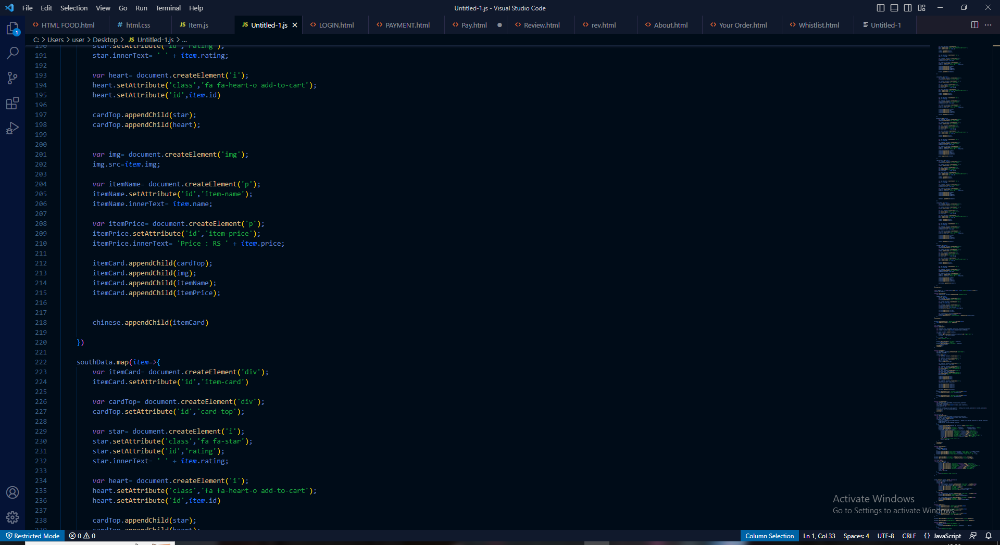 File Edit Selection View Go Run Terminal Help
Untitled-1.js - Visual Studio Code
HTML FOOD.html
html.css
JS Item.js
JS Untitled-1.js
LOGIN.html
PAYMENT.html
Pay.html
Review.html
rev.html
About.html
Your Order.html
Whistlist.html
Untitled-1
C: > Users > user > Desktop > JS Untitled-1.js > ...
190 star.setAttribute('id','rating');
191 star.innerText= ' ' + item.rating;
192
193 var heart= document.createElement('i');
194 heart.setAttribute('class','fa fa-heart-o add-to-cart');
195 heart.setAttribute('id',item.id)
196
197 cardTop.appendChild(star);
198 cardTop.appendChild(heart);
199
200
201 var img= document.createElement('img');
202 img.src=item.img;
203
204 var itemName= document.createElement('p');
205 itemName.setAttribute('id','item-name');
206 itemName.innerText= item.name;
207
208 var itemPrice= document.createElement('p');
209 itemPrice.setAttribute('id','item-price');
210 itemPrice.innerText= 'Price : RS ' + item.price;
211
212 itemCard.appendChild(cardTop);
213 itemCard.appendChild(img);
214 itemCard.appendChild(itemName);
215 itemCard.appendChild(itemPrice);
216
217
218 chinese.appendChild(itemCard)
219
220 })
221
222 southData.map(item=>{
223 var itemCard= document.createElement('div');
224 itemCard.setAttribute('id','item-card')
225
226 var cardTop= document.createElement('div');
227 cardTop.setAttribute('id','card-top');
228
229 var star= document.createElement('i');
230 star.setAttribute('class','fa fa-star');
231 star.setAttribute('id','rating');
232 star.innerText= ' ' + item.rating;
233
234 var heart= document.createElement('i');
235 heart.setAttribute('class','fa fa-heart-o add-to-cart');
236 heart.setAttribute('id',item.id)
237
238 cardTop.appendChild(star);
239 cardTop.appendChild(heart);
1
Activate Windows
Go to Settings to activate Windows.
Restricted Mode
0 0
Column Selection
Ln 1, Col 33
Spaces: 4
UTF-8
CRLF
{} JavaScript